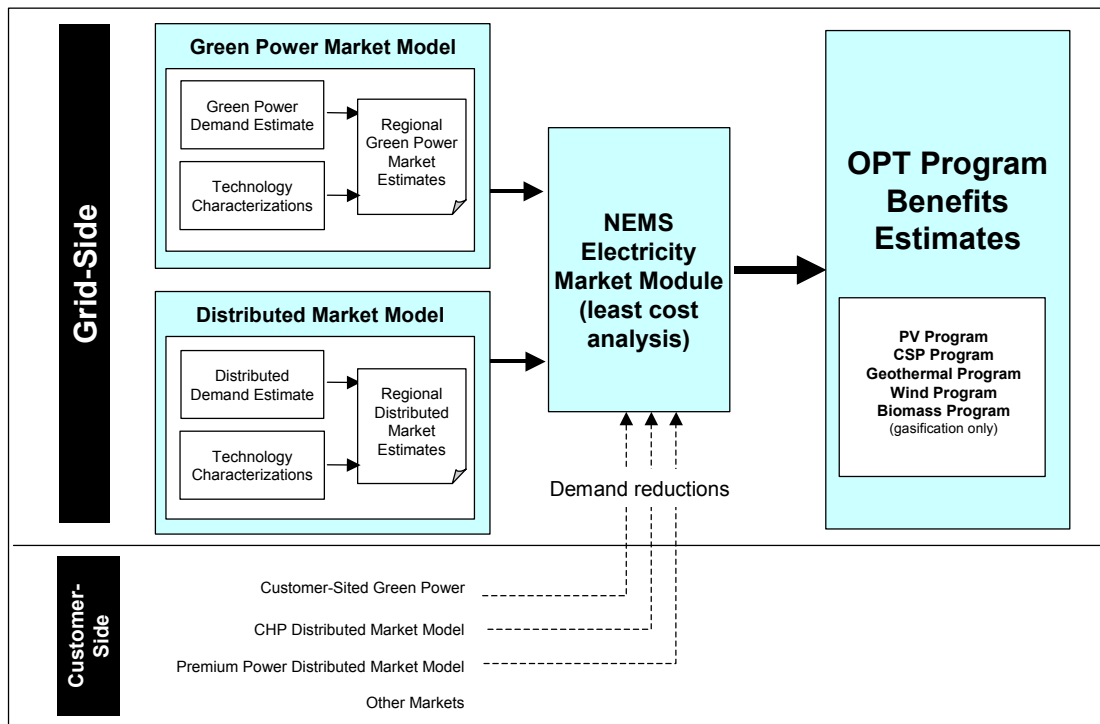 Grid-Side
Green Power Market Model
Green Power
Demand Estimate
Technology
Characterizations
Regional
Green Power
Market
Estimates
Distributed Market Model
Distributed
Demand Estimate
Technology
Characterizations
Regional
Distributed
Market
Estimates
NEMS
Electricity
Market Module
(least cost
analysis)
OPT Program
Benefits
Estimates
PV Program
CSP Program
Geothermal Program
Wind Program
Biomass Program
(gasification only)
Demand reductions
Customer-
Side
Customer-Sited Green Power
CHP Distributed Market Model
Premium Power Distributed Market Model
Other Markets